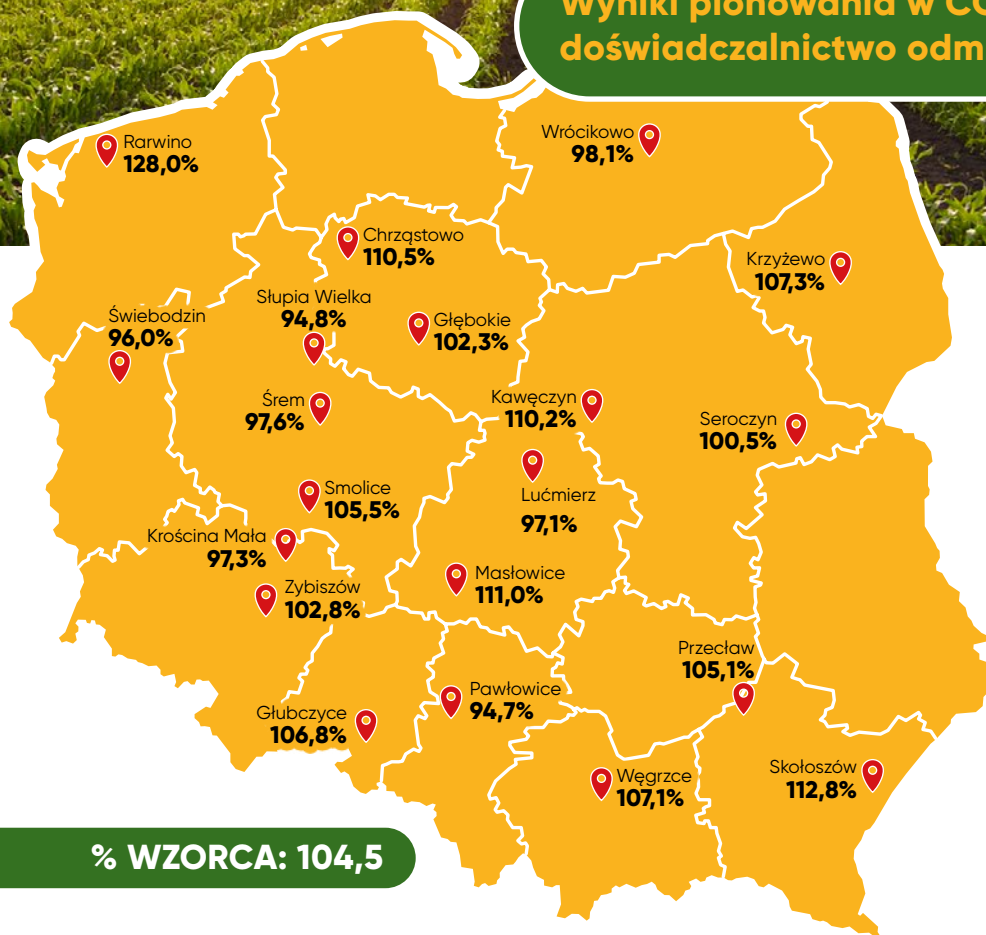 Wyniki plonowania w
doświadczalnictwo
Rarwino
128,0%
Wrócikowo
98,1%
Chrząstowo
110,5%
Krzyżewo
107,3%
Słupia Wielka
94,8%
Świebodzin
96,0%
Głębokie
102,3%
Śrem
97,6%
Kawęczyn
110,2%
Seroczyn
100,5%
Lućmierz
97,1%
Smolice
105,5%
Krościna Mała
97,3%
Zybiszów
102,8%
Masłowice
111,0%
Przecław
105,1%
Pawłowice
94,7%
Głubczyce
106,8%
Węgrzce
107,1%
Skołoszów
112,8%
% WZORCA: 104,5